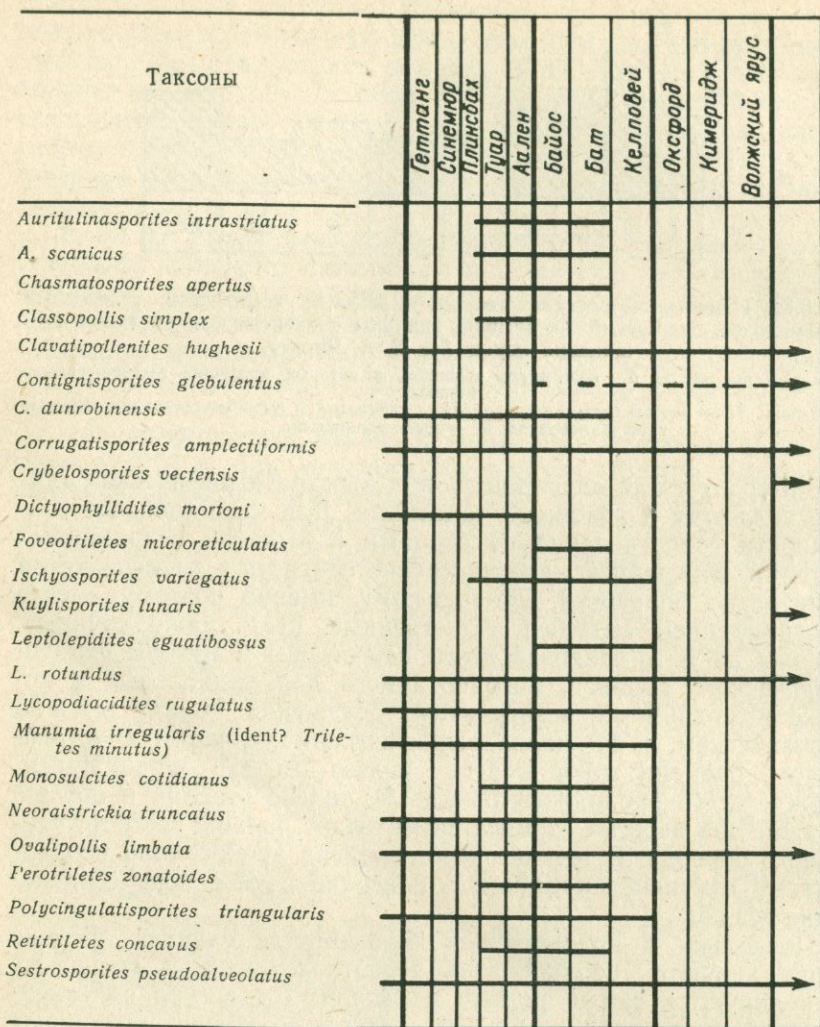 Таксоны
Геттанг
Синемюр
Плинсбах
Туар
Аален
Байос
Бат
Келловей
Оксфорд
Кимеридж
Волжский ярус
Auritulinasporites intrastriatus
A. scanicus
Chasmatosporites apertus
Classopollis simplex
Clavatipollenites hughesii
Contignisporites glebulentus
C. dunrobinensis
Corrugatisporites amplectiformis
Crybelosporites vectensis
Dictyophyllidites mortoni
Foveotriletes microreticulatus
Ischyosporites variegatus
Kuylisporites lunaris
Leptolepidites eguatibossus
L. rotundus
Lycopodiacidites rugulatus
Manumia irregularis (ident? Trile-
tes minutus)
Monosulcites cotidianus
Neoraistrickia truncatus
Ovalipollis limbata
Perotriletes zonatoides
Polycingulatisporites triangularis
Retitriletes concavus
Sestrosporites pseudoalveolatus